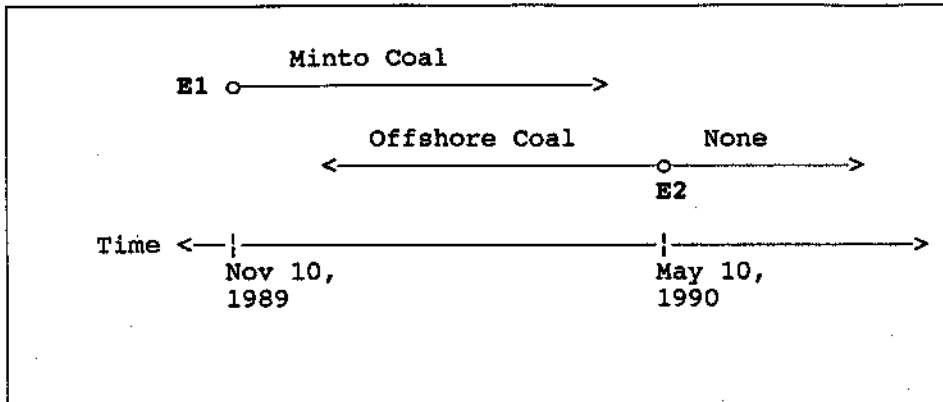 Minto Coal
E1
Offshore Coal None
E2
Time
Nov 10, May 10,
1989 1990